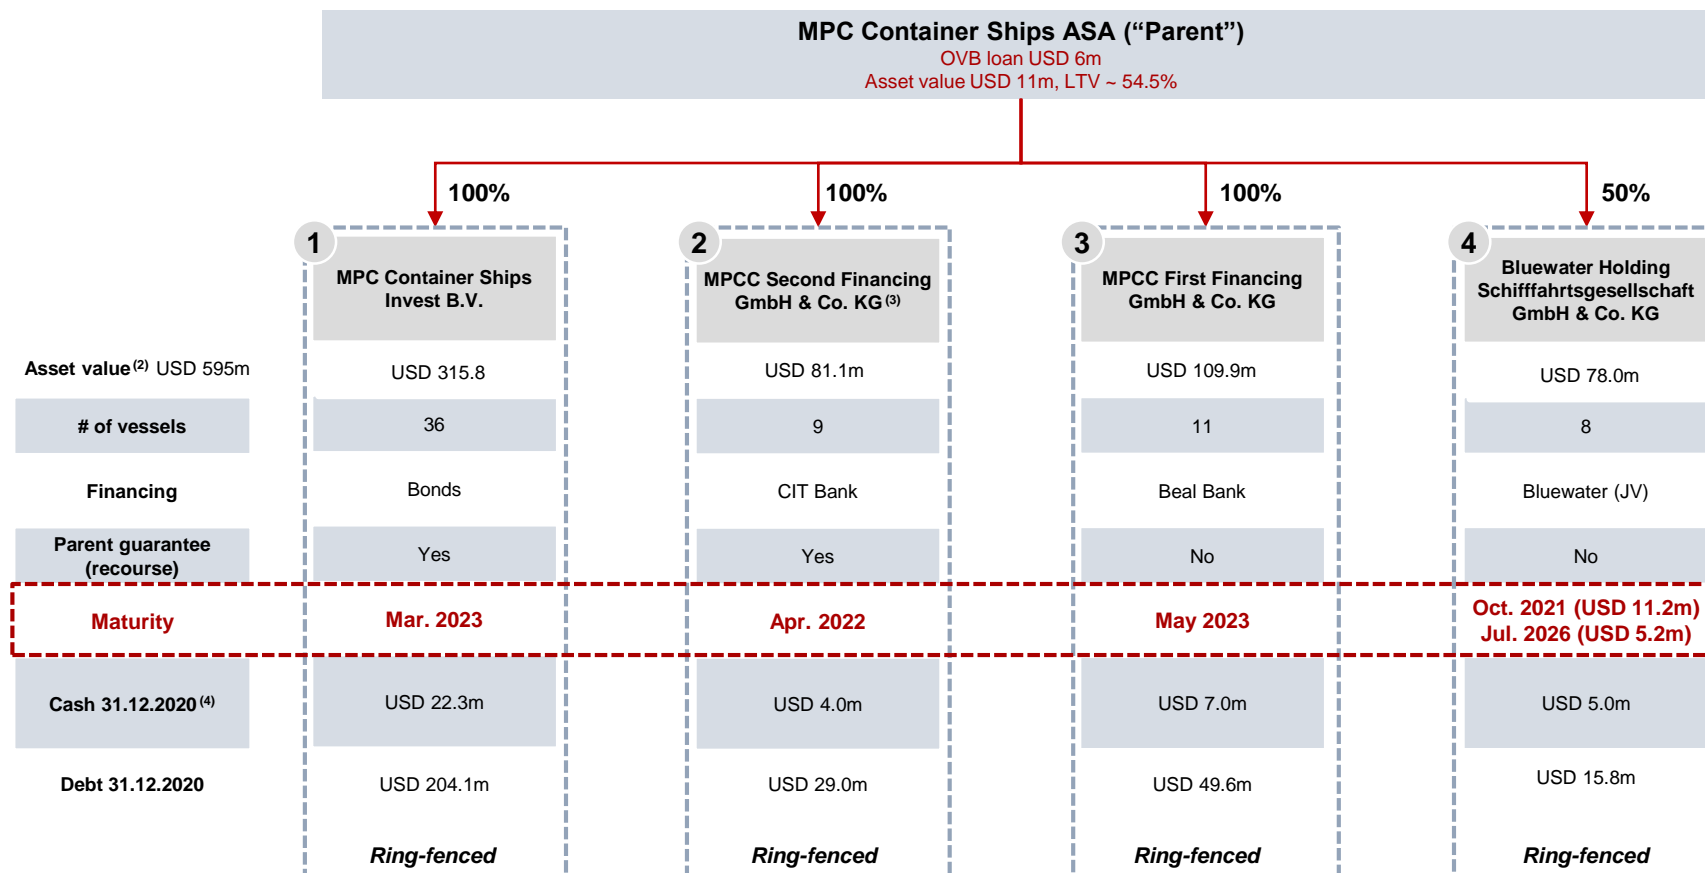 MPC Container Ships ASA (“Parent”)
OVB loan USD 6m
Asset value USD 11m, LTV ~ 54.5%
100%
100%
100%
50%
1
2
3
4
MPC Container Ships
Invest B.V.
MPCC Second Financing
GmbH & Co. KG (3)
MPCC First Financing
GmbH & Co. KG
Bluewater Holding
Schifffahrtsgesellschaft
GmbH & Co. KG
Asset value (2) USD 595m
USD 315.8
USD 81.1m
USD 109.9m
USD 78.0m
# of vessels
36
9
11
8
Financing
Bonds
CIT Bank
Beal Bank
Bluewater (JV)
Parent guarantee
(recourse)
Yes
Yes
No
No
Maturity
Mar. 2023
Apr. 2022
May 2023
Oct. 2021 (USD 11.2m)
Jul. 2026 (USD 5.2m)
Cash 31.12.2020 (4)
USD 22.3m
USD 4.0m
USD 7.0m
USD 5.0m
Debt 31.12.2020
USD 204.1m
USD 29.0m
USD 49.6m
USD 15.8m
Ring-fenced
Ring-fenced
Ring-fenced
Ring-fenced